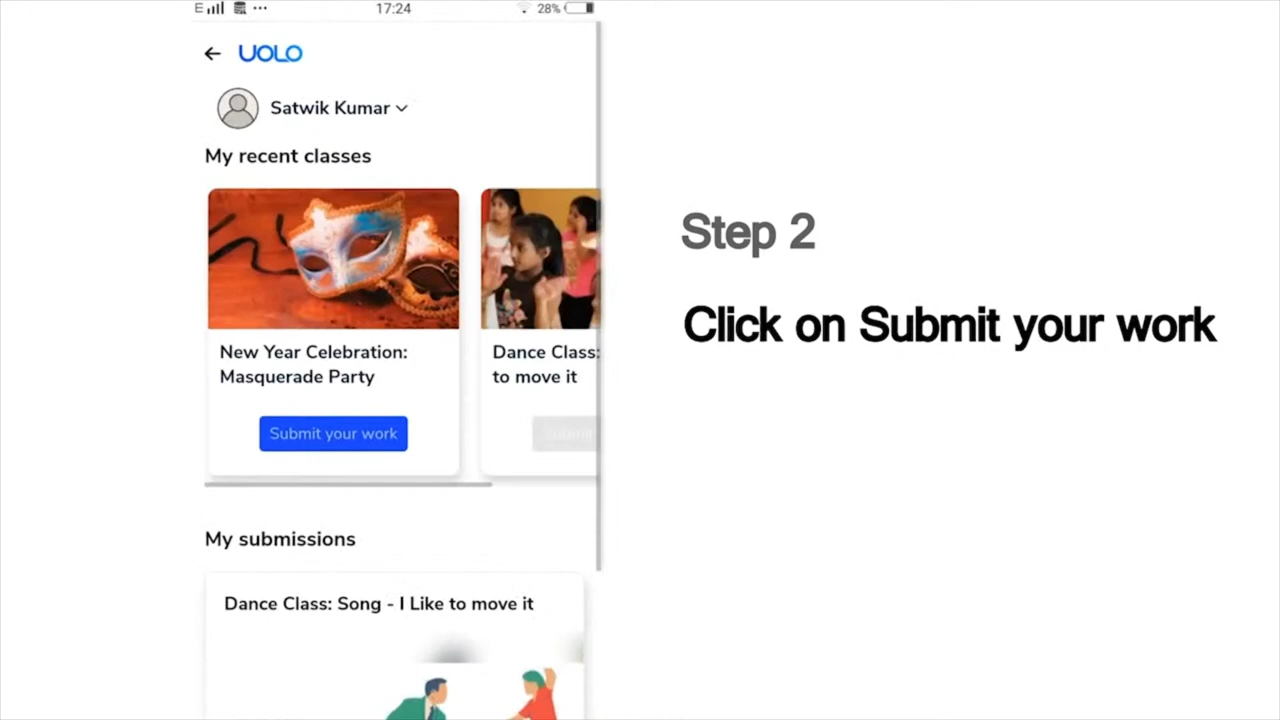 E 17:24 28%
UOLO
Satwik Kumar
My recent classes
New Year Celebration:
Masquerade Party
Submit your work
Dance Class:
to move it
Step 2
Click on Submit your work
My submissions
Dance Class: Song - I Like to move it